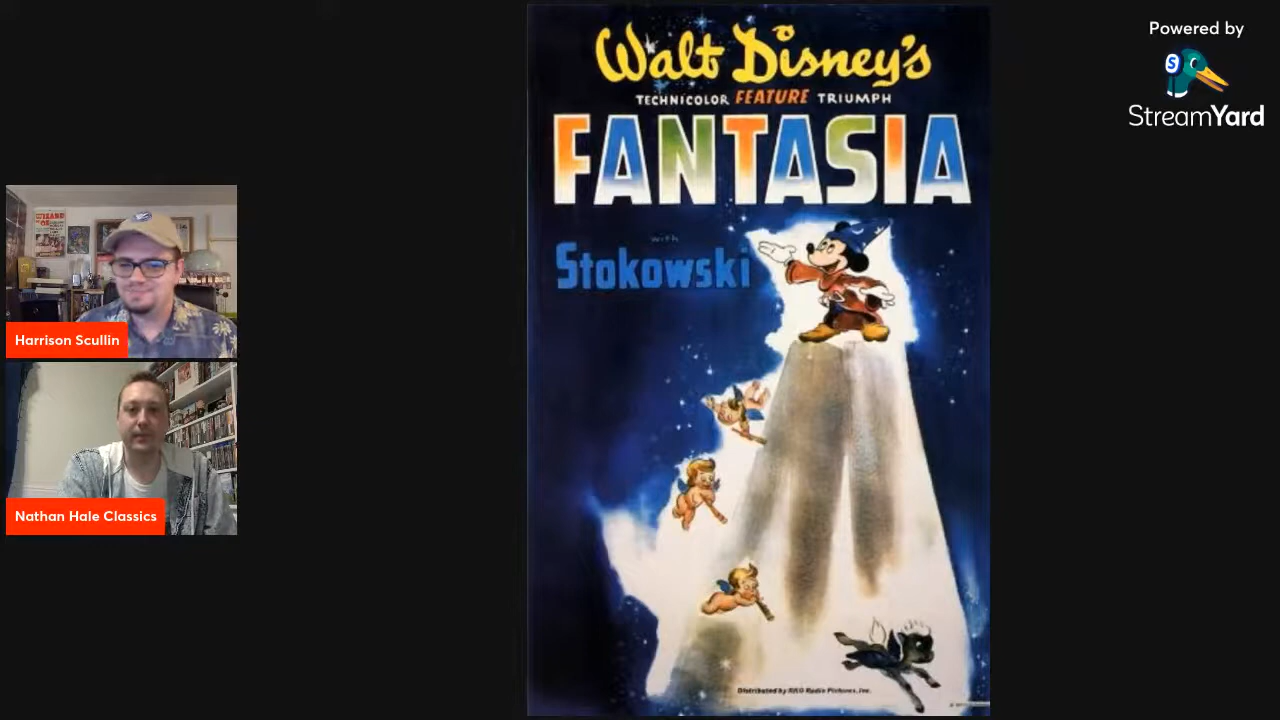 Walt Disney's
TECHNICOLOR FEATURE TRIUMPH
FANTASIA
with
Stokowski
Distributed by RKO Radio Pictures, Inc.
Powered by
StreamYard
WIZARD
Harrison Scullin
Nathan Hale Classics